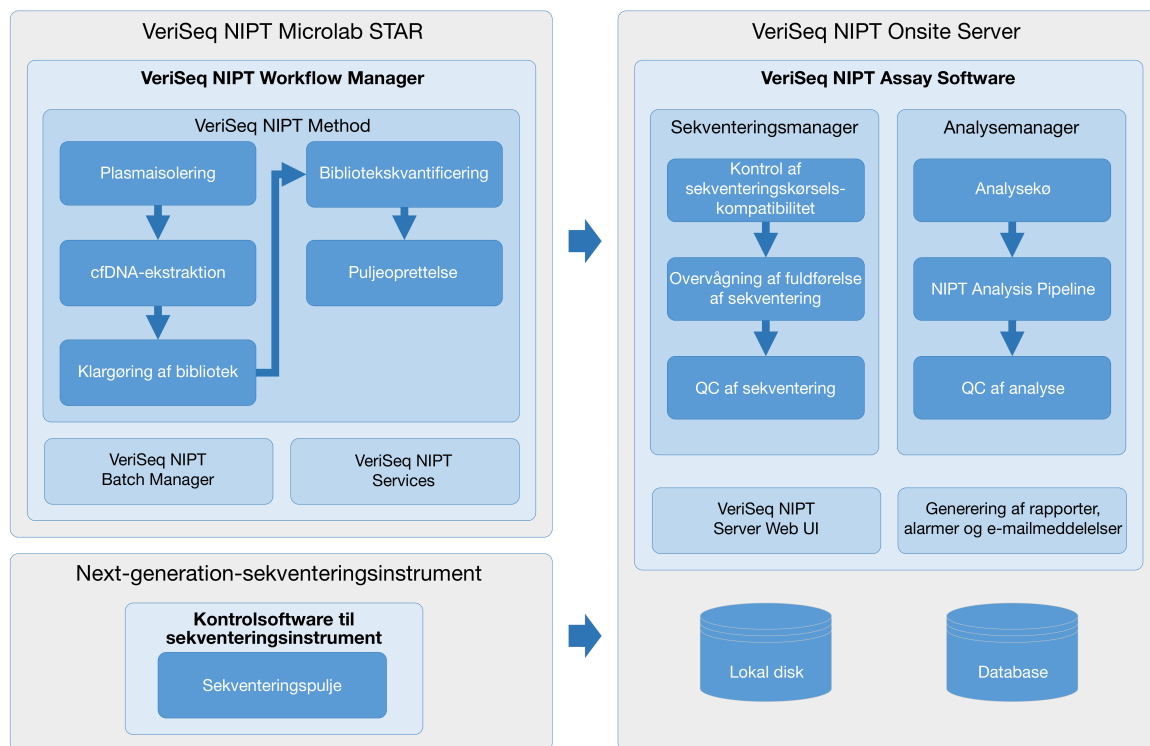 VeriSeq NIPT Microlab STAR
VeriSeq NIPT Workflow Manager
VeriSeq NIPT Method
Plasmaisolering
cfDNA-ekstraktion
Klargøring af bibliotek
Bibliotekskvantificering
Puljeoprettelse
VeriSeq NIPT
Batch Manager
VeriSeq NIPT
Services
Next-generation-sekventeringsinstrument
Kontrolsoftware til
sekventeringsinstrument
Sekventeringspulje
VeriSeq NIPT Onsite Server
VeriSeq NIPT Assay Software
Sekventeringsmanager
Kontrol af
sekventeringskørsels-
kompatibilitet
Overvågning af fuldførelse
af sekventering
QC af sekventering
Analysemanager
Analysekø
NIPT Analysis Pipeline
QC af analyse
VeriSeq NIPT
Server Web UI
Generering af rapporter,
alarmer og e-mailmeddelelser
Lokal disk
Database